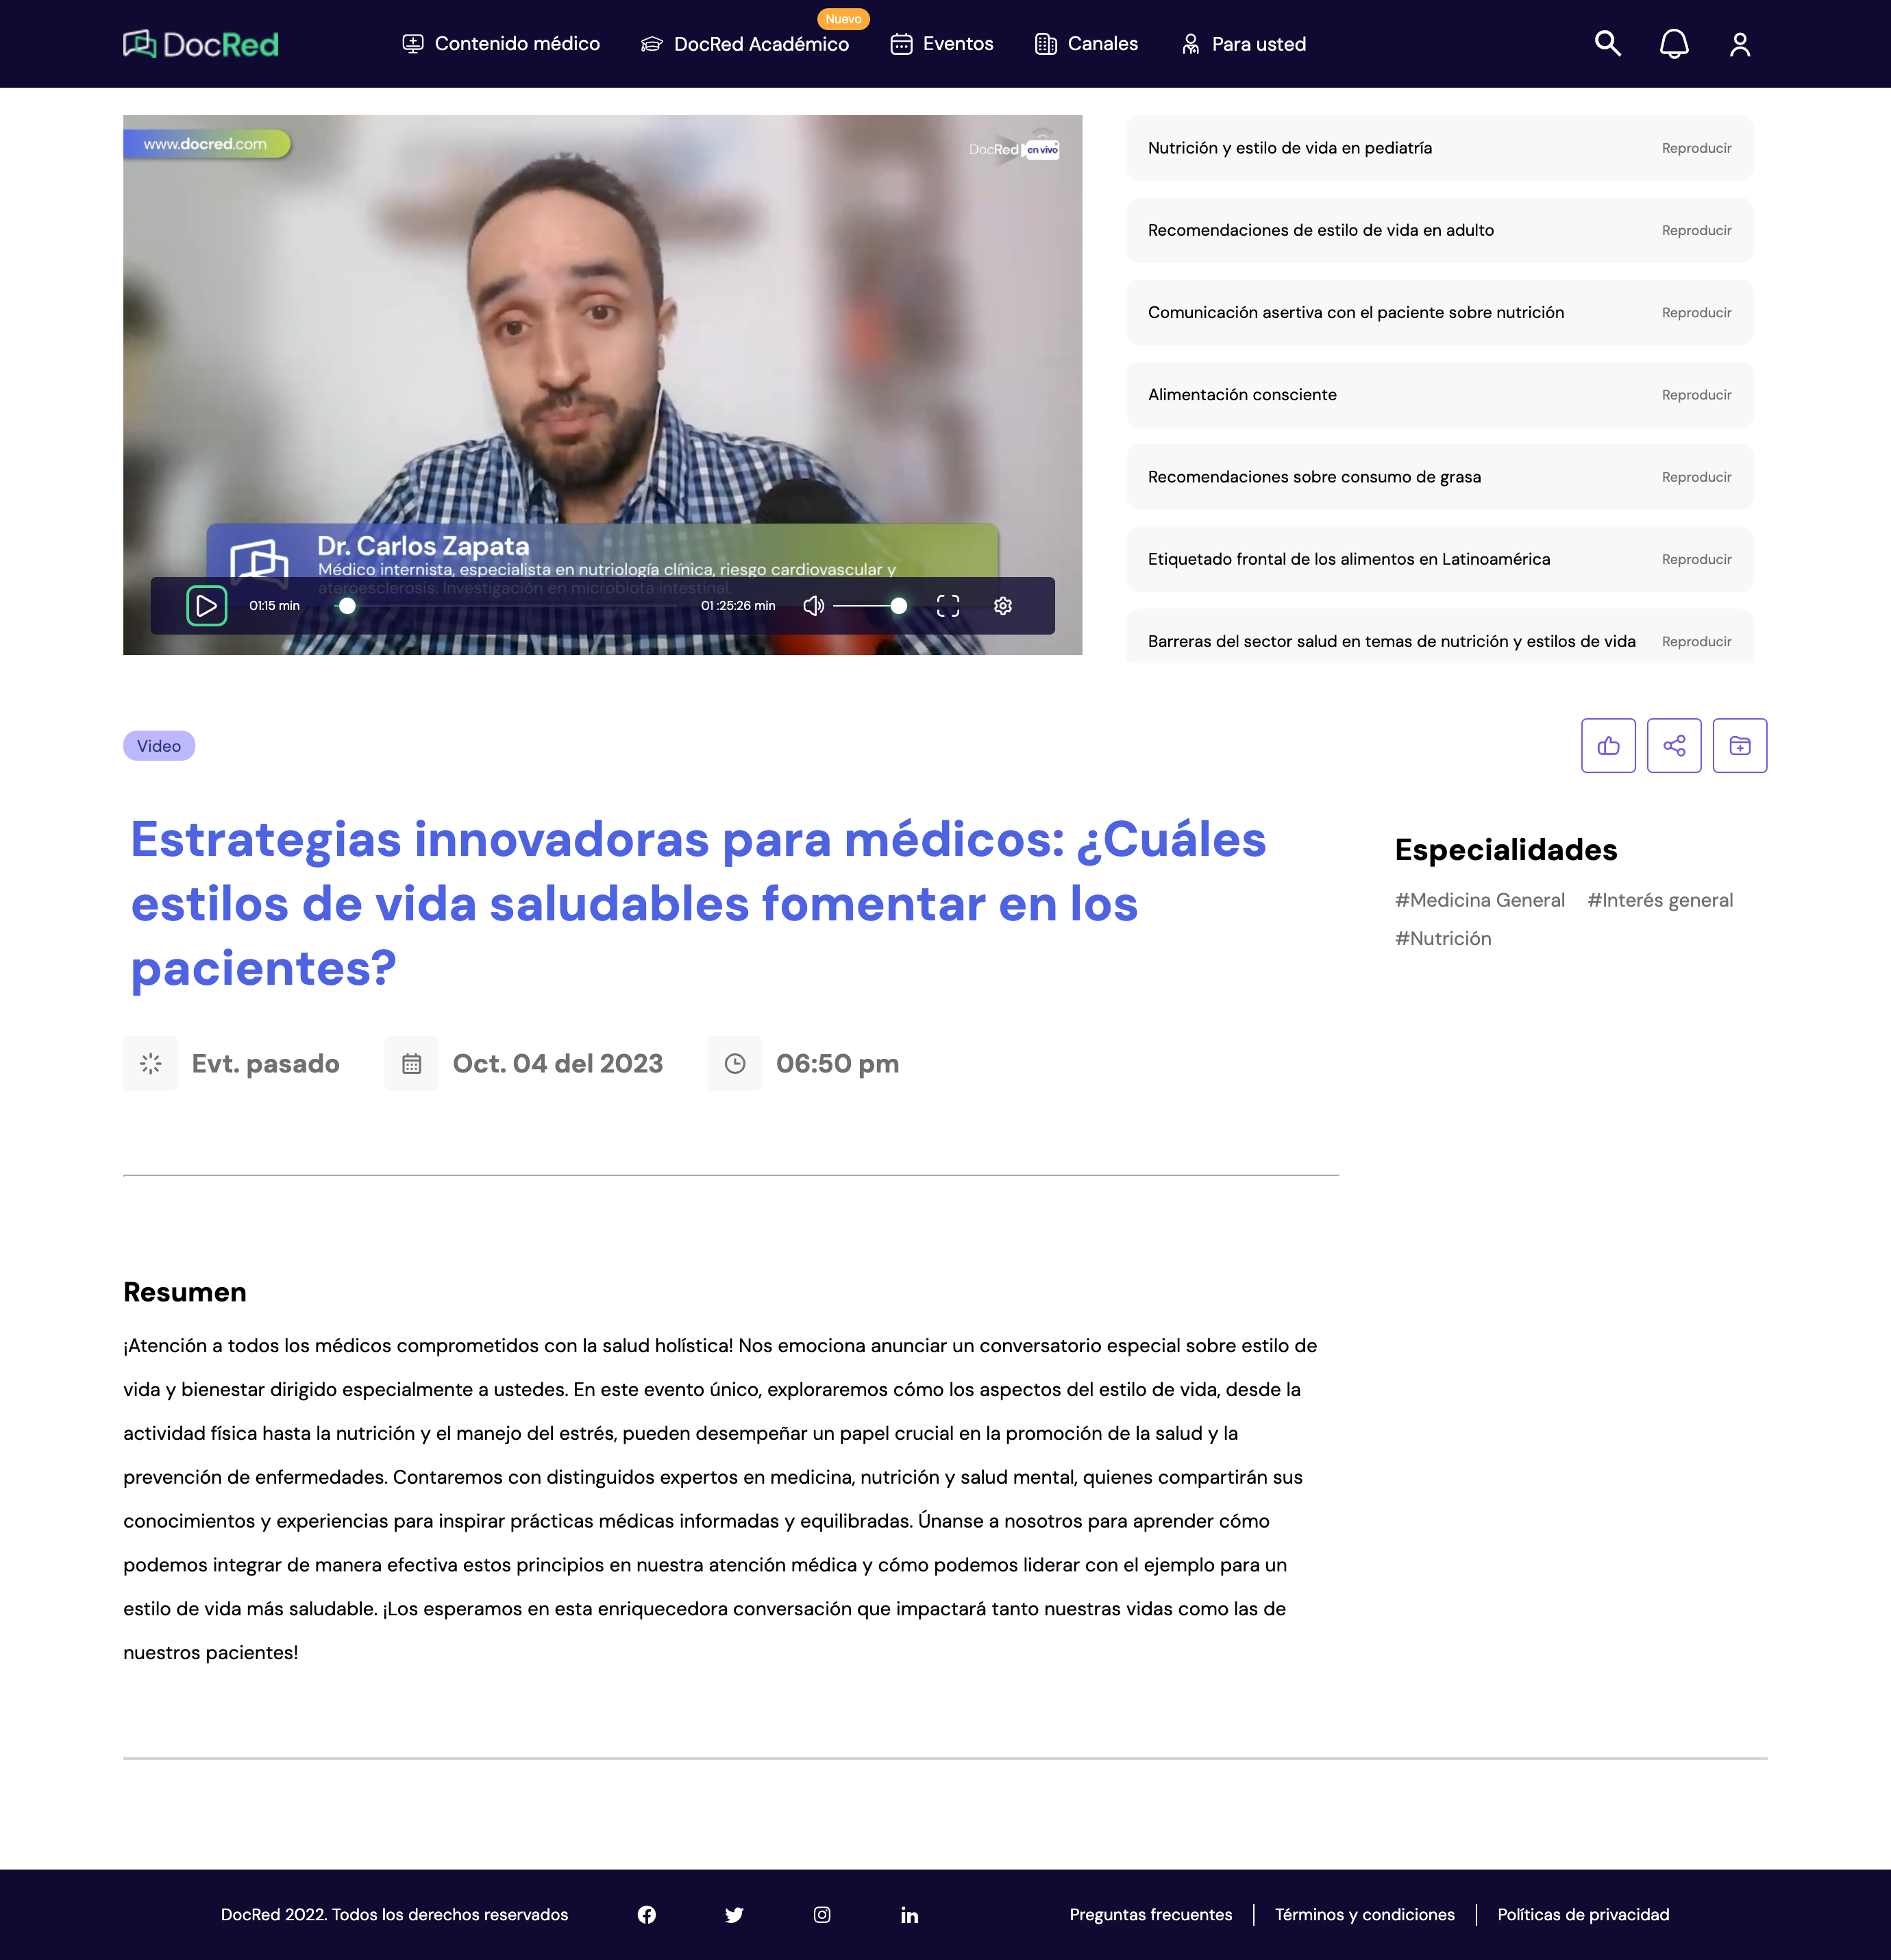 DocRed
Contenido médico
DocRed Académico
Nuevo
Eventos
Canales
Para usted
www.docred.com
DocRed en vivo
Dr. Carlos Zapata
Médico internista, especialista en nutriología clínica, riesgo cardiovascular y
ateroesclerosis. Investigación en microbiota intestinal.
01:15 min
01 :25:26 min
Nutrición y estilo de vida en pediatría
Reproducir
Recomendaciones de estilo de vida en adulto
Reproducir
Comunicación asertiva con el paciente sobre nutrición
Reproducir
Alimentación consciente
Reproducir
Recomendaciones sobre consumo de grasa
Reproducir
Etiquetado frontal de los alimentos en Latinoamérica
Reproducir
Barreras del sector salud en temas de nutrición y estilos de vida
Reproducir
Video
Estrategias innovadoras para médicos: ¿Cuáles
estilos de vida saludables fomentar en los
pacientes?
Evt. pasado
Oct. 04 del 2023
06:50 pm
Especialidades
#Medicina General #Interés general
#Nutrición
Resumen
¡Atención a todos los médicos comprometidos con la salud holística! Nos emociona anunciar un conversatorio especial sobre estilo de
vida y bienestar dirigido especialmente a ustedes. En este evento único, exploraremos cómo los aspectos del estilo de vida, desde la
actividad física hasta la nutrición y el manejo del estrés, pueden desempeñar un papel crucial en la promoción de la salud y la
prevención de enfermedades. Contaremos con distinguidos expertos en medicina, nutrición y salud mental, quienes compartirán sus
conocimientos y experiencias para inspirar prácticas médicas informadas y equilibradas. Únanse a nosotros para aprender cómo
podemos integrar de manera efectiva estos principios en nuestra atención médica y cómo podemos liderar con el ejemplo para un
estilo de vida más saludable. ¡Los esperamos en esta enriquecedora conversación que impactará tanto nuestras vidas como las de
nuestros pacientes!
DocRed 2022. Todos los derechos reservados
Preguntas frecuentes
Términos y condiciones
Políticas de privacidad